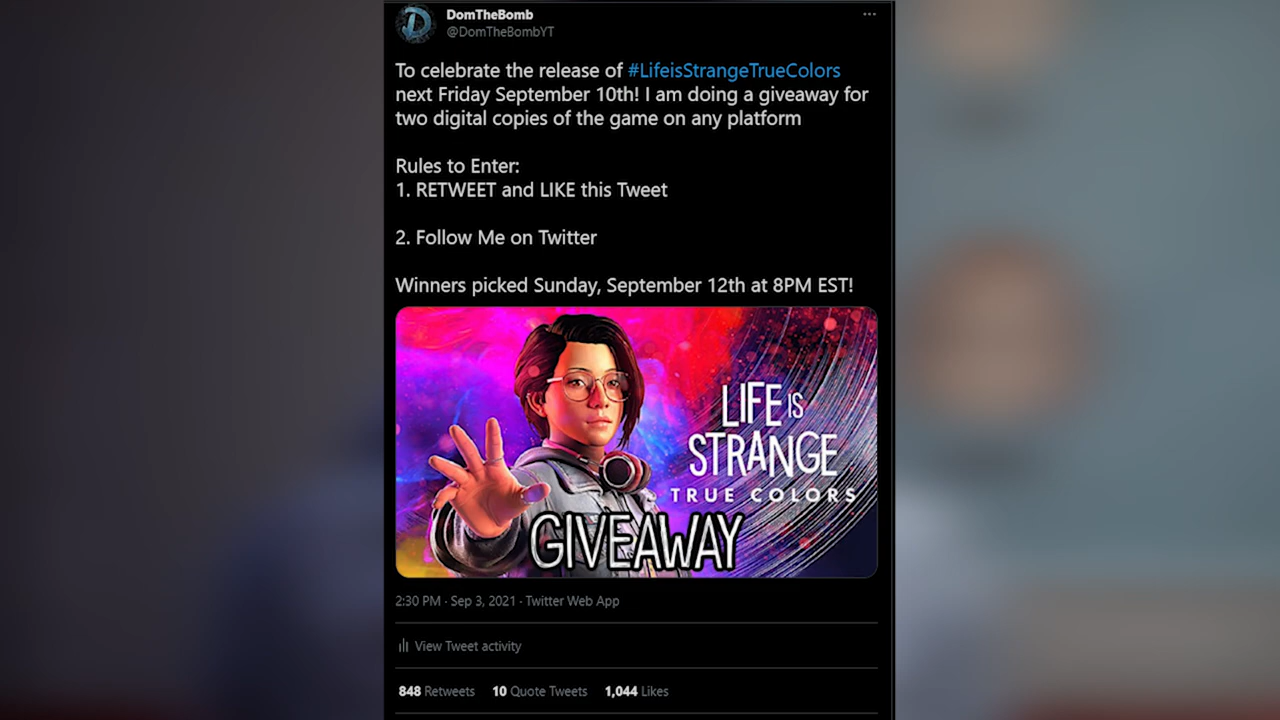 DomTheBomb
@DomTheBombYT
To celebrate the release of #LifeisStrangeTrueColors
next Friday September 10th! I am doing a giveaway for
two digital copies of the game on any platform
Rules to Enter:
1. RETWEET and LIKE this Tweet
2. Follow Me on Twitter
Winners picked Sunday, September 12th at 8PM EST!
LIFE IS
STRANGE
TRUE COLORS
GIVEAWAY
2:30 PM · Sep 3, 2021 · Twitter Web App
View Tweet activity
848 Retweets 10 Quote Tweets 1,044 Likes